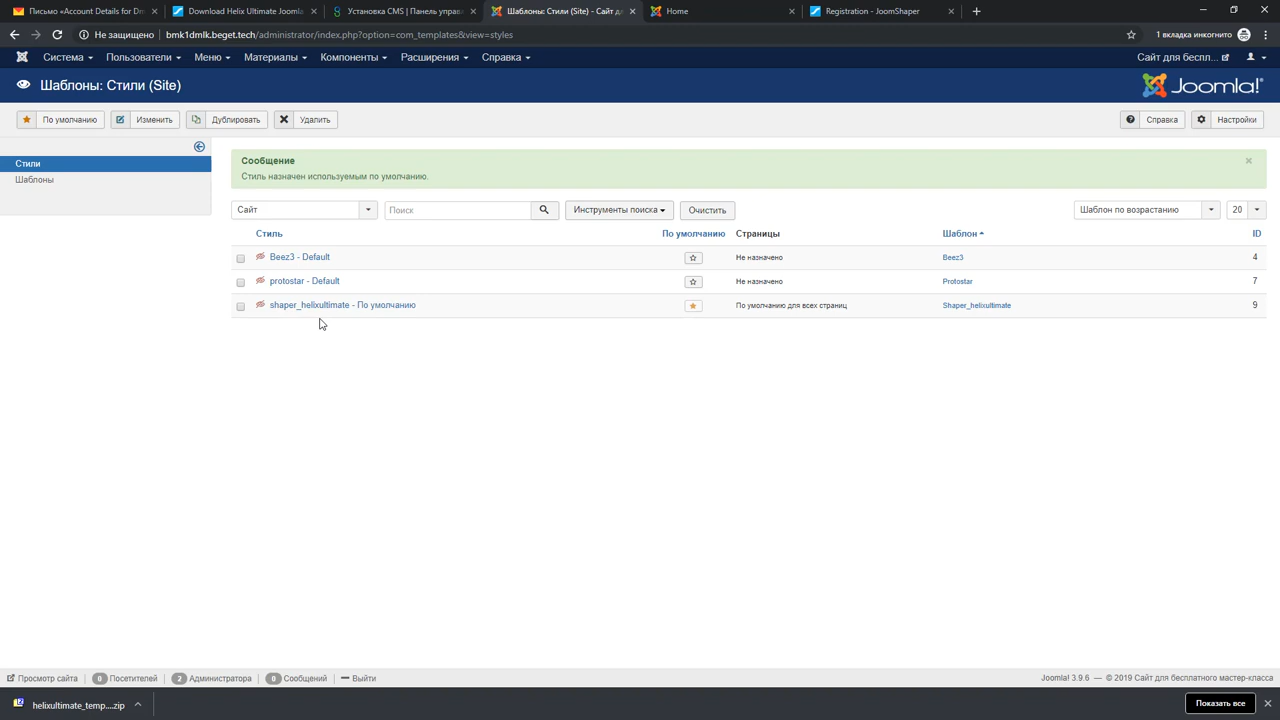 Письмо «Account Details for Dm
Download Helix Ultimate Jooml
Установка CMS | Панель управ
Шаблоны: Стили (Site) - Сайт д
Home
Registration - JoomShaper
Не защищено
bmk1dmlk.beget.tech/administrator/index.php?option=com_templates&view=styles
1 вкладка инкогнито
Система
Пользователи
Меню
Материалы
Компоненты
Расширения
Справка
Сайт для беспл...
Шаблоны: Стили (Site)
Joomla!®
По умолчанию
Изменить
Дублировать
Удалить
Справка
Настройки
Стили
Шаблоны
Сообщение
Стиль назначен используемым по умолчанию.
Сайт
Поиск
Инструменты поиска
Очистить
Шаблон по возрастанию
20
Стиль
По умолчанию
Страницы
Шаблон
ID
Beez3 - Default
Не назначено
Beez3
4
protostar - Default
Не назначено
Protostar
7
shaper_helixultimate - По умолчанию
По умолчанию для всех страниц
Shaper_helixultimate
9
Просмотр сайта
0 Посетителей
2 Администратора
0 Сообщений
Выйти
Joomla! 3.9.6 — © 2019 Сайт для бесплатного мастер-класса
helixultimate_temp....zip
Показать все